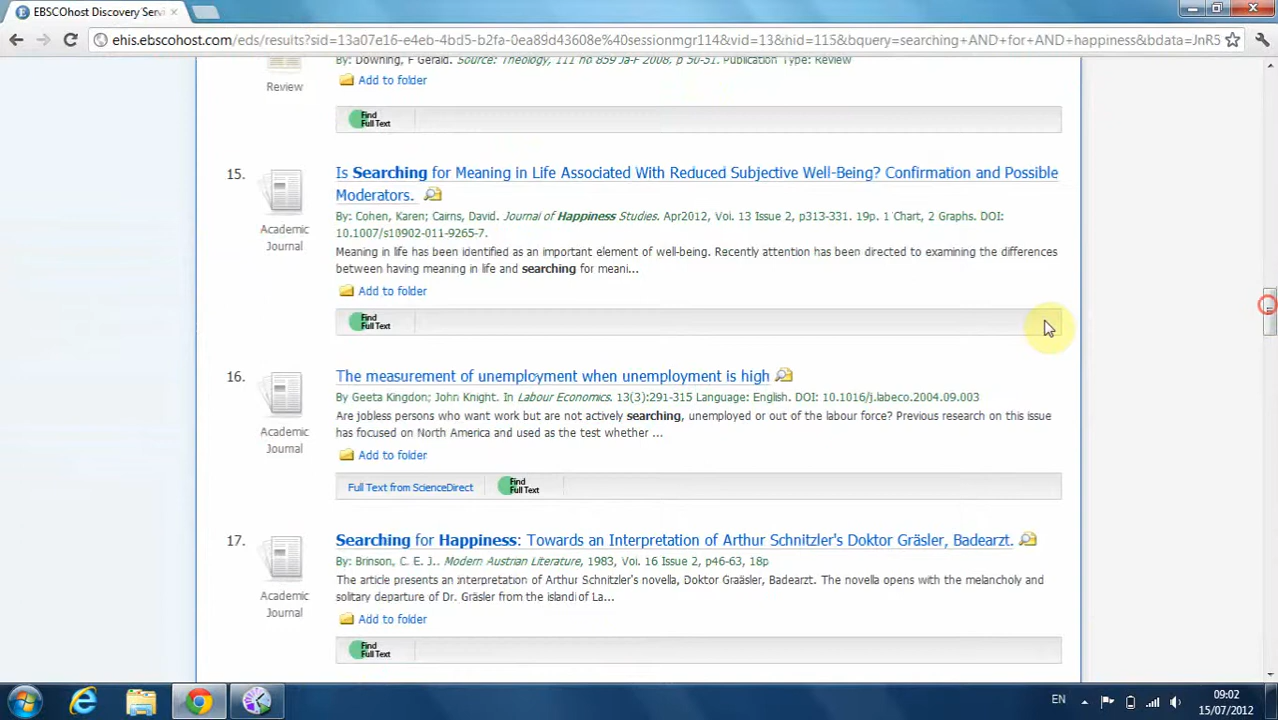 EBSCOhost Discovery Servi
ehis.ebscohost.com/eds/results?sid=13a07e16-e4eb-4bd5-b2fa-0ea89d43608e%40sessionmgr114&vid=13&nid=115&bquery=searching+AND+for+AND+happiness&bdata=JnR5
By: Downing, F Gerald. Source: Theology, 111 no 859 Ja-F 2008, p 50-51. Publication Type: Review
Review
Add to folder
Find
Full Text
15.
Is Searching for Meaning in Life Associated With Reduced Subjective Well-Being? Confirmation and Possible
Moderators.
By: Cohen, Karen; Cairns, David. Journal of Happiness Studies. Apr2012, Vol. 13 Issue 2, p313-331. 19p. 1 Chart, 2 Graphs. DOI:
10.1007/s10902-011-9265-7.
Academic
Journal
Meaning in life has been identified as an important element of well-being. Recently attention has been directed to examining the differences
between having meaning in life and searching for meani...
Add to folder
Find
Full Text
16.
The measurement of unemployment when unemployment is high
By Geeta Kingdon; John Knight. In Labour Economics. 13(3):291-315 Language: English. DOI: 10.1016/j.labeco.2004.09.003
Academic
Journal
Are jobless persons who want work but are not actively searching, unemployed or out of the labour force? Previous research on this issue
has focused on North America and used as the test whether ...
Add to folder
Full Text from ScienceDirect
Find
Full Text
17.
Searching for Happiness: Towards an Interpretation of Arthur Schnitzler's Doktor Gräsler, Badearzt.
By: Brinson, C. E. J.. Modern Austrian Literature, 1983, Vol. 16 Issue 2, p46-63, 18p
Academic
Journal
The article presents an interpretation of Arthur Schnitzler's novella, Doktor Graäsler, Badearzt. The novella opens with the melancholy and
solitary departure of Dr. Gräsler from the island of La...
Add to folder
Find
Full Text
EN
09:02
15/07/2012